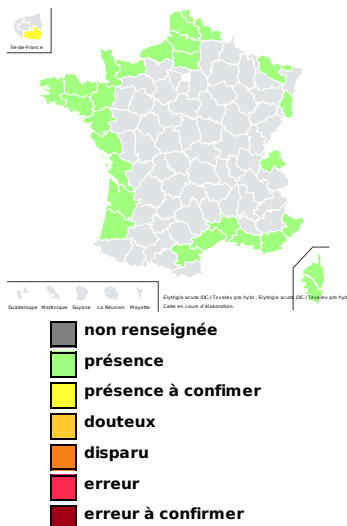 Île-de-France
Guadeloupe Martinique Guyane La Réunion Mayotte
Elytrigia acuta (DC.) Tzvelev pro hybr., Elytrigia acuta (DC.) Tzvelev pro hyb
Carte en cours d'élaboration.
non renseignée
présence
présence à confimer
douteux
disparu
erreur
erreur à confirmer